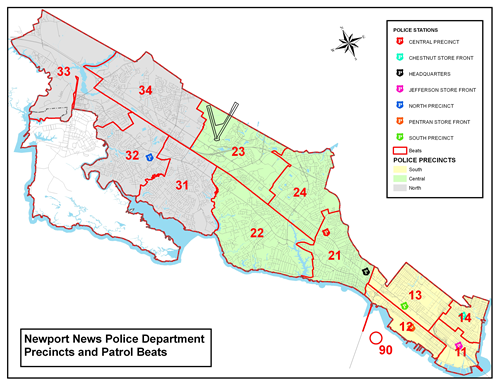 POLICE STATIONS
CENTRAL PRECINCT
CHESTNUT STORE FRONT
HEADQUARTERS
JEFFERSON STORE FRONT
NORTH PRECINCT
PENTRAN STORE FRONT
SOUTH PRECINCT
Beats
POLICE PRECINCTS
South
Central
North
33
34
23
32
31
24
22
21
13
14
12
11
90
Newport News Police Department
Precincts and Patrol Beats